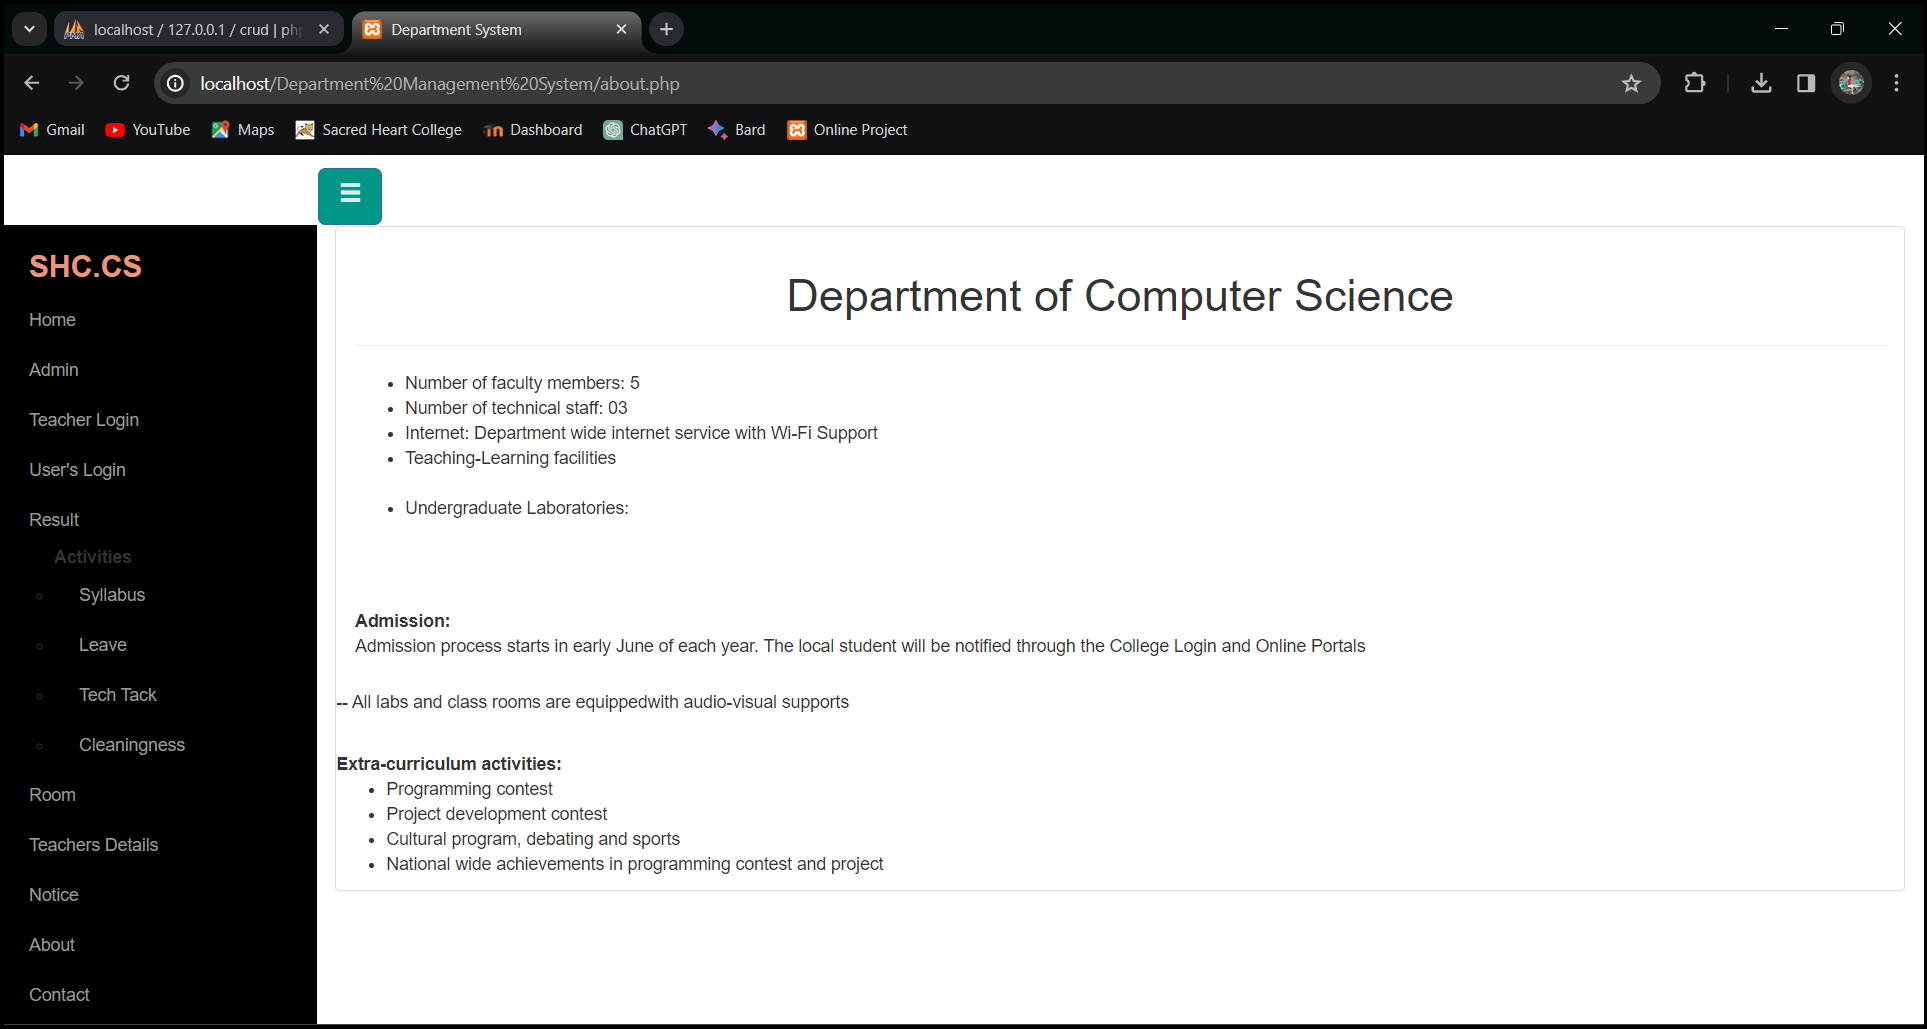 localhost / 127.0.0.1 / crud | ph
Department System
localhost/Department%20Management%20System/about.php
Gmail YouTube Maps Sacred Heart College Dashboard ChatGPT Bard Online Project
SHC.CS
Home
Admin
Teacher Login
User's Login
Result
Activities
Syllabus
Leave
Tech Tack
Cleaningness
Room
Teachers Details
Notice
About
Contact
Department of Computer Science
Number of faculty members: 5
Number of technical staff: 03
Internet: Department wide internet service with Wi-Fi Support
Teaching-Learning facilities
Undergraduate Laboratories:
Admission:
Admission process starts in early June of each year. The local student will be notified through the College Login and Online Portals
-- All labs and class rooms are equippedwith audio-visual supports
Extra-curriculum activities:
Programming contest
Project development contest
Cultural program, debating and sports
National wide achievements in programming contest and project